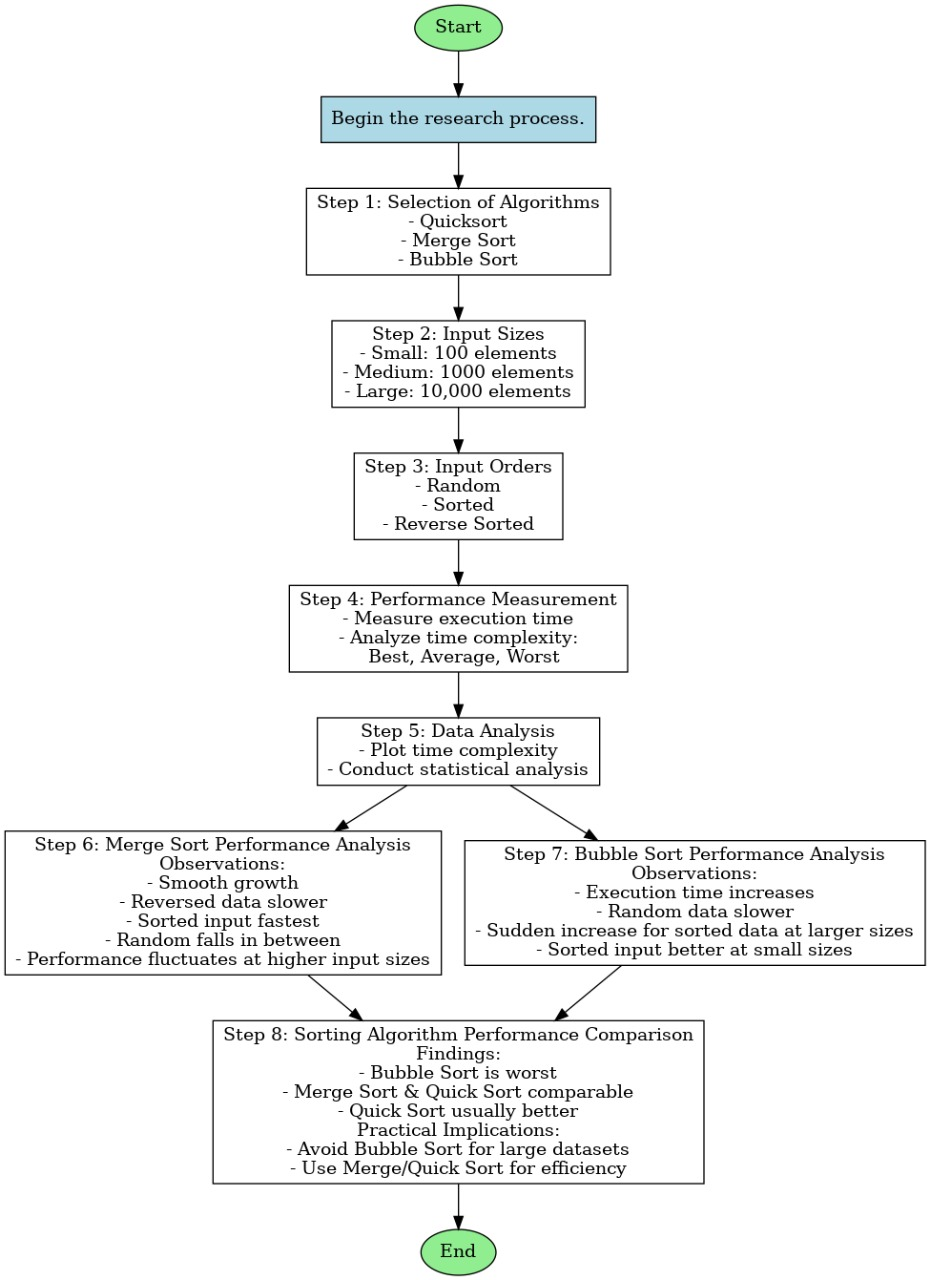 Start
Begin the research process.
Step 1: Selection of Algorithms
- Quicksort
- Merge Sort
- Bubble Sort
Step 2: Input Sizes
- Small: 100 elements
- Medium: 1000 elements
- Large: 10,000 elements
Step 3: Input Orders
- Random
- Sorted
- Reverse Sorted
Step 4: Performance Measurement
- Measure execution time
- Analyze time complexity:
Best, Average, Worst
Step 5: Data Analysis
- Plot time complexity
- Conduct statistical analysis
Step 6: Merge Sort Performance Analysis
Observations:
- Smooth growth
- Reversed data slower
- Sorted input fastest
- Random falls in between
- Performance fluctuates at higher input sizes
Step 7: Bubble Sort Performance Analysis
Observations:
- Execution time increases
- Random data slower
- Sudden increase for sorted data at larger sizes
- Sorted input better at small sizes
Step 8: Sorting Algorithm Performance Comparison
Findings:
- Bubble Sort is worst
- Merge Sort & Quick Sort comparable
- Quick Sort usually better
Practical Implications:
- Avoid Bubble Sort for large datasets
- Use Merge/Quick Sort for efficiency
End